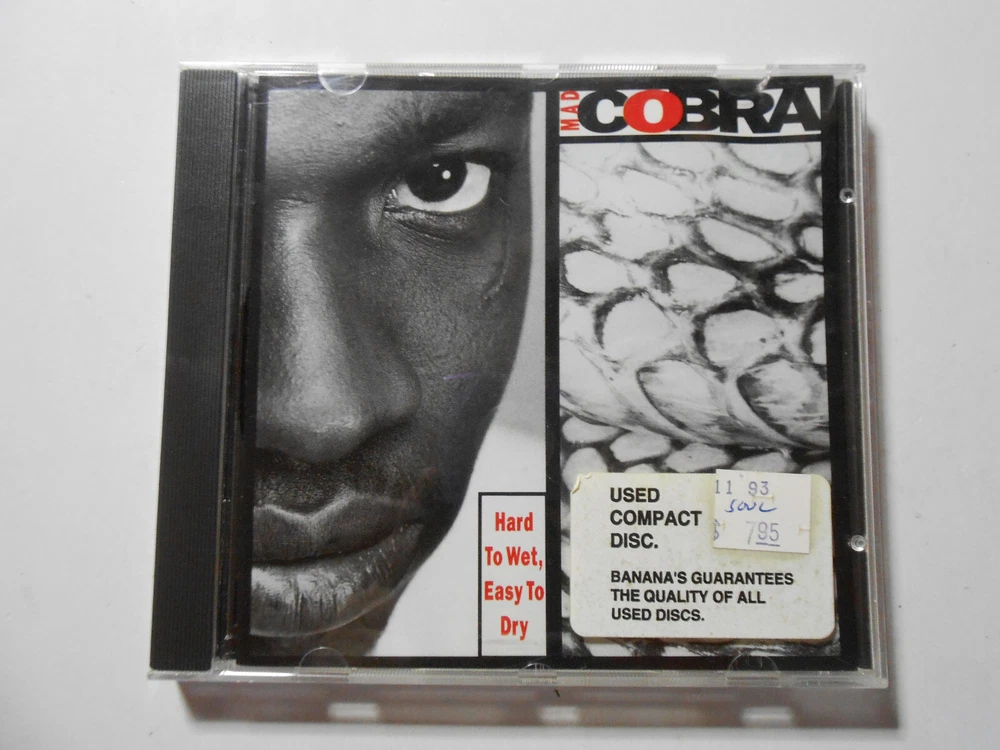 MAD
COBRA
Hard
To Wet,
Easy To
Dry
USED
COMPACT
DISC.
11 93
SOUL
$ 795
BANANA'S GUARANTEES
THE QUALITY OF ALL
USED DISCS.